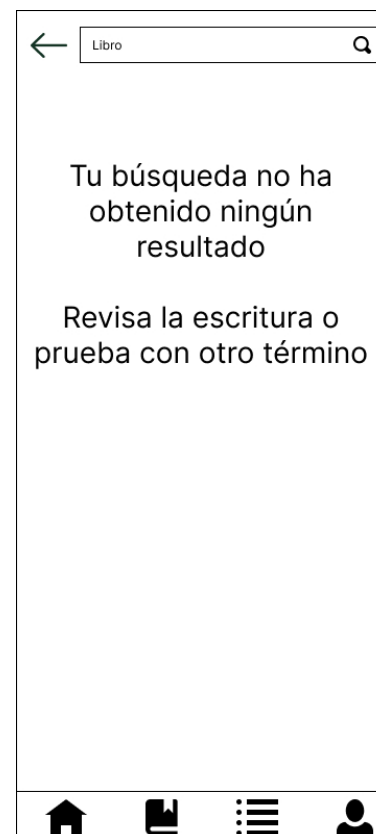 Libro
Tu búsqueda no ha
obtenido ningún
resultado
Revisa la escritura o
prueba con otro término